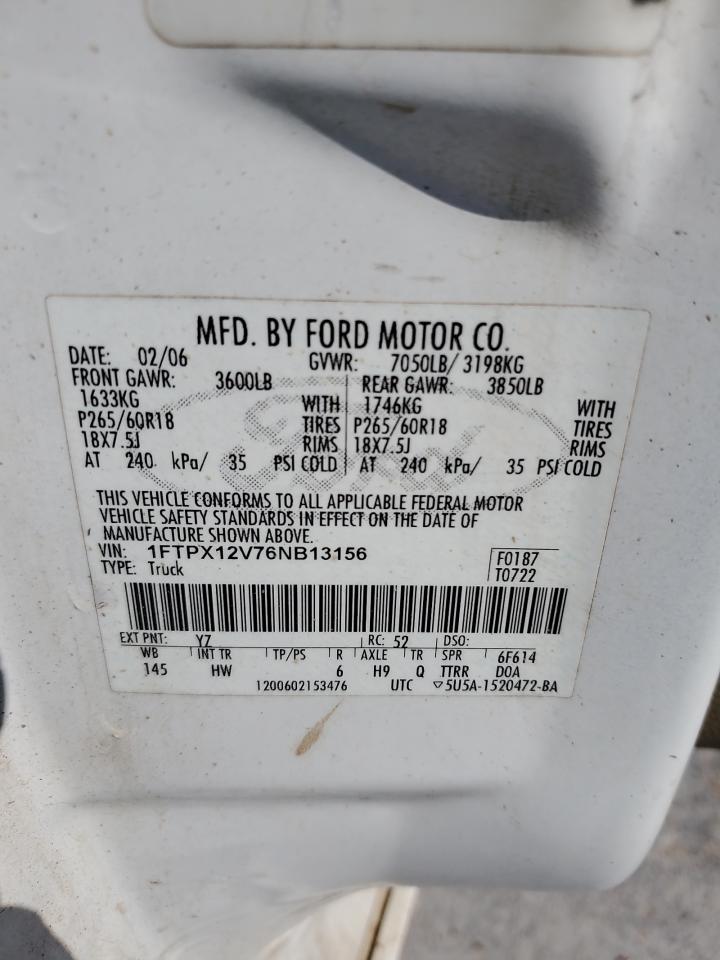 MFD. BY FORD MOTOR CO.
DATE: 02/06 GVWR: 7050LB/ 3198KG
FRONT GAWR: 3600LB REAR GAWR: 3850LB
1633KG WITH 1746KG WITH
P265/60R18 TIRES P265/60R18 TIRES
18X7.5J RIMS 18X7.5J RIMS
AT 240 kPa/ 35 PSI COLD AT 240 kPa/ 35 PSI COLD
Ford
THIS VEHICLE CONFORMS TO ALL APPLICABLE FEDERAL MOTOR
VEHICLE SAFETY STANDARDS IN EFFECT ON THE DATE OF
MANUFACTURE SHOWN ABOVE.
VIN: 1FTPX12V76NB13156 F0187
TYPE: Truck T0722
EXT PNT: YZ RC: 52 DSO:
WB INT TR TP/PS R AXLE TR SPR 6F614
145 HW 6 H9 Q TTRR DOA
1200602153476 UTC ▽5U5A-1520472-BA